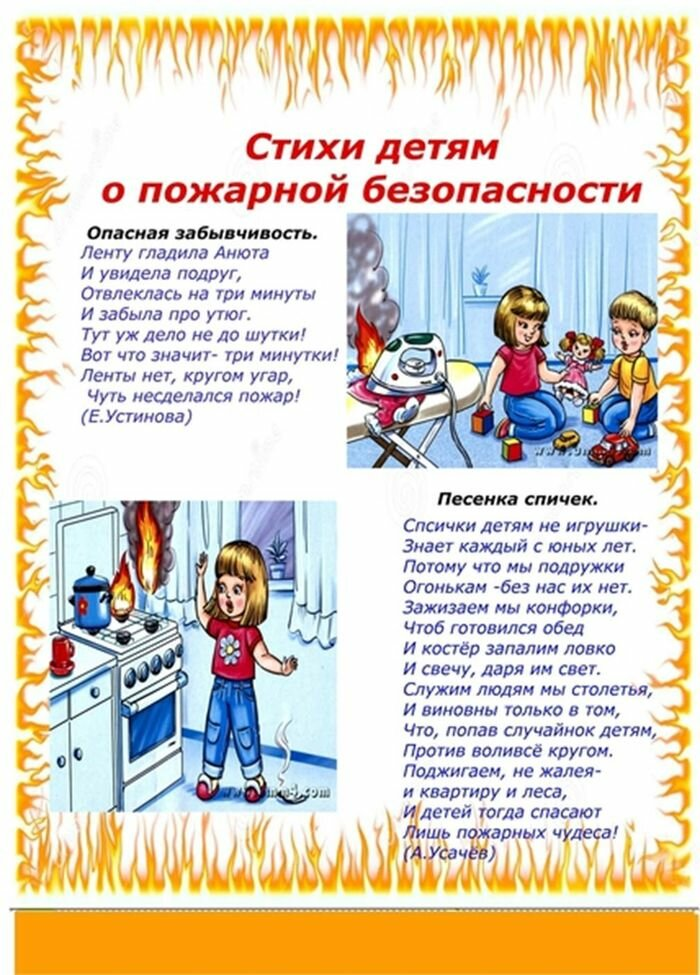 Стихи детям
о пожарной безопасности
Опасная забывчивость.
Ленту гладила Анюта
И увидела подруг,
Отвлеклась на три минуты
И забыла про утюг.
Тут уж дело не до шутки!
Вот что значит- три минутки!
Ленты нет, кругом угар,
Чуть несделался пожар!
(Е.Устинова)
Песенка спичек.
Спсички детям не игрушки-
Знает каждый с юных лет.
Потому что мы подружки
Огонькам -без нас их нет.
Зажизаем мы конфорки,
Чтоб готовился обед
И костёр запалим ловко
И свечу, даря им свет.
Служим людям мы столетья,
И виновны только в том,
Что, попав случайнок детям,
Против воливсё кругом.
Поджигаем, не жалея-
и квартиру и леса,
И детей тогда спасают
Лишь пожарных чудеса!
(А.Усачёв)